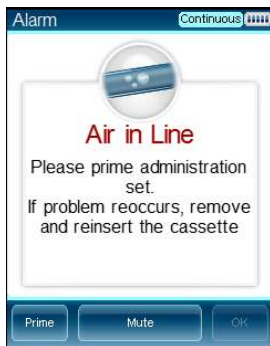 Alarm
Continuous
Air in Line
Please prime administration
set.
If problem reoccurs, remove
and reinsert the cassette
Prime
Mute
OK